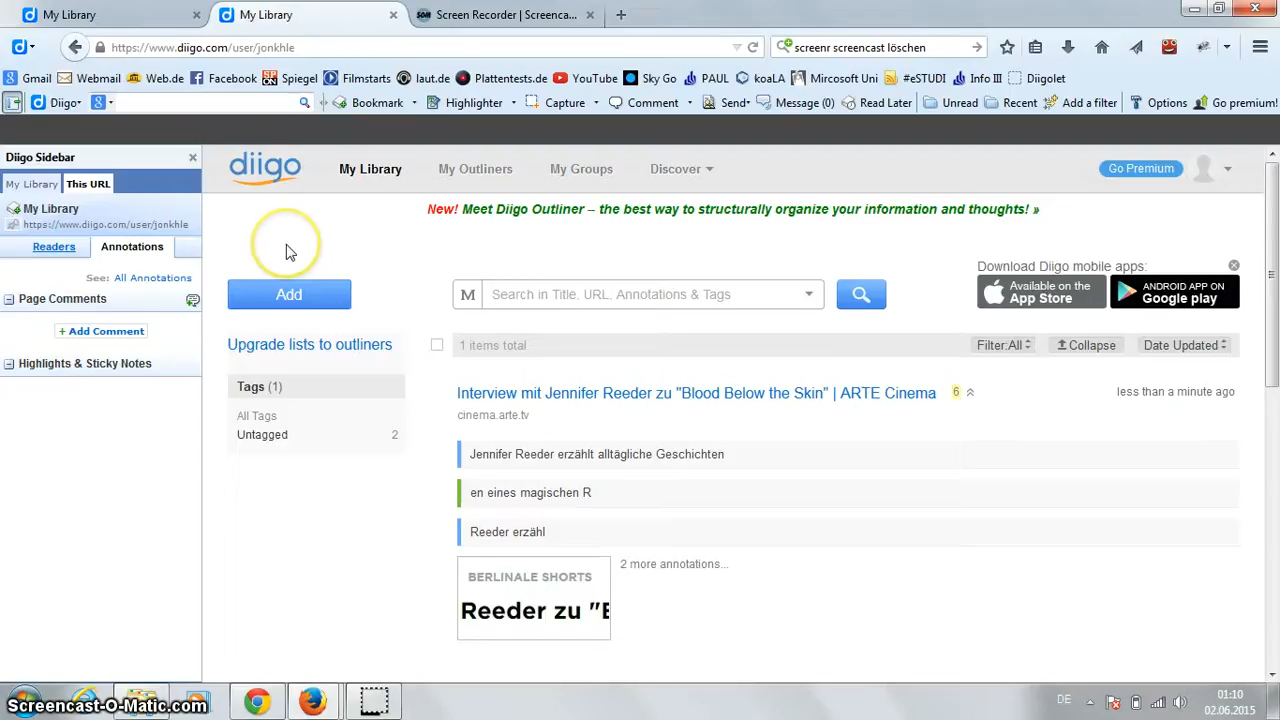 My Library
My Library
Screen Recorder | Screenca...
https://www.diigo.com/user/jonkhle
screenr screencast löschen
Gmail Webmail Web.de Facebook Spiegel Filmstarts laut.de Plattentests.de YouTube Sky Go PAUL koaLA Mircosoft Uni #eSTUDI Info III Diigolet
Diigo Bookmark Highlighter Capture Comment Send Message (0) Read Later Unread Recent Add a filter Options Go premium!
Diigo Sidebar
My Library This URL
My Library
https://www.diigo.com/user/jonkhle
Readers Annotations
See: All Annotations
Page Comments
+ Add Comment
Highlights & Sticky Notes
diigo My Library My Outliners My Groups Discover Go Premium
New! Meet Diigo Outliner – the best way to structurally organize your information and thoughts! »
Add
M Search in Title, URL, Annotations & Tags
Download Diigo mobile apps:
Available on the App Store
ANDROID APP ON Google play
Upgrade lists to outliners
Tags (1)
All Tags
Untagged 2
1 items total Filter:All Collapse Date Updated
Interview mit Jennifer Reeder zu "Blood Below the Skin" | ARTE Cinema 6 less than a minute ago
cinema.arte.tv
Jennifer Reeder erzählt alltägliche Geschichten
en eines magischen R
Reeder erzähl
BERLINALE SHORTS
Reeder zu "B
2 more annotations...
Screencast-O-Matic.com
DE
01:10
02.06.2015